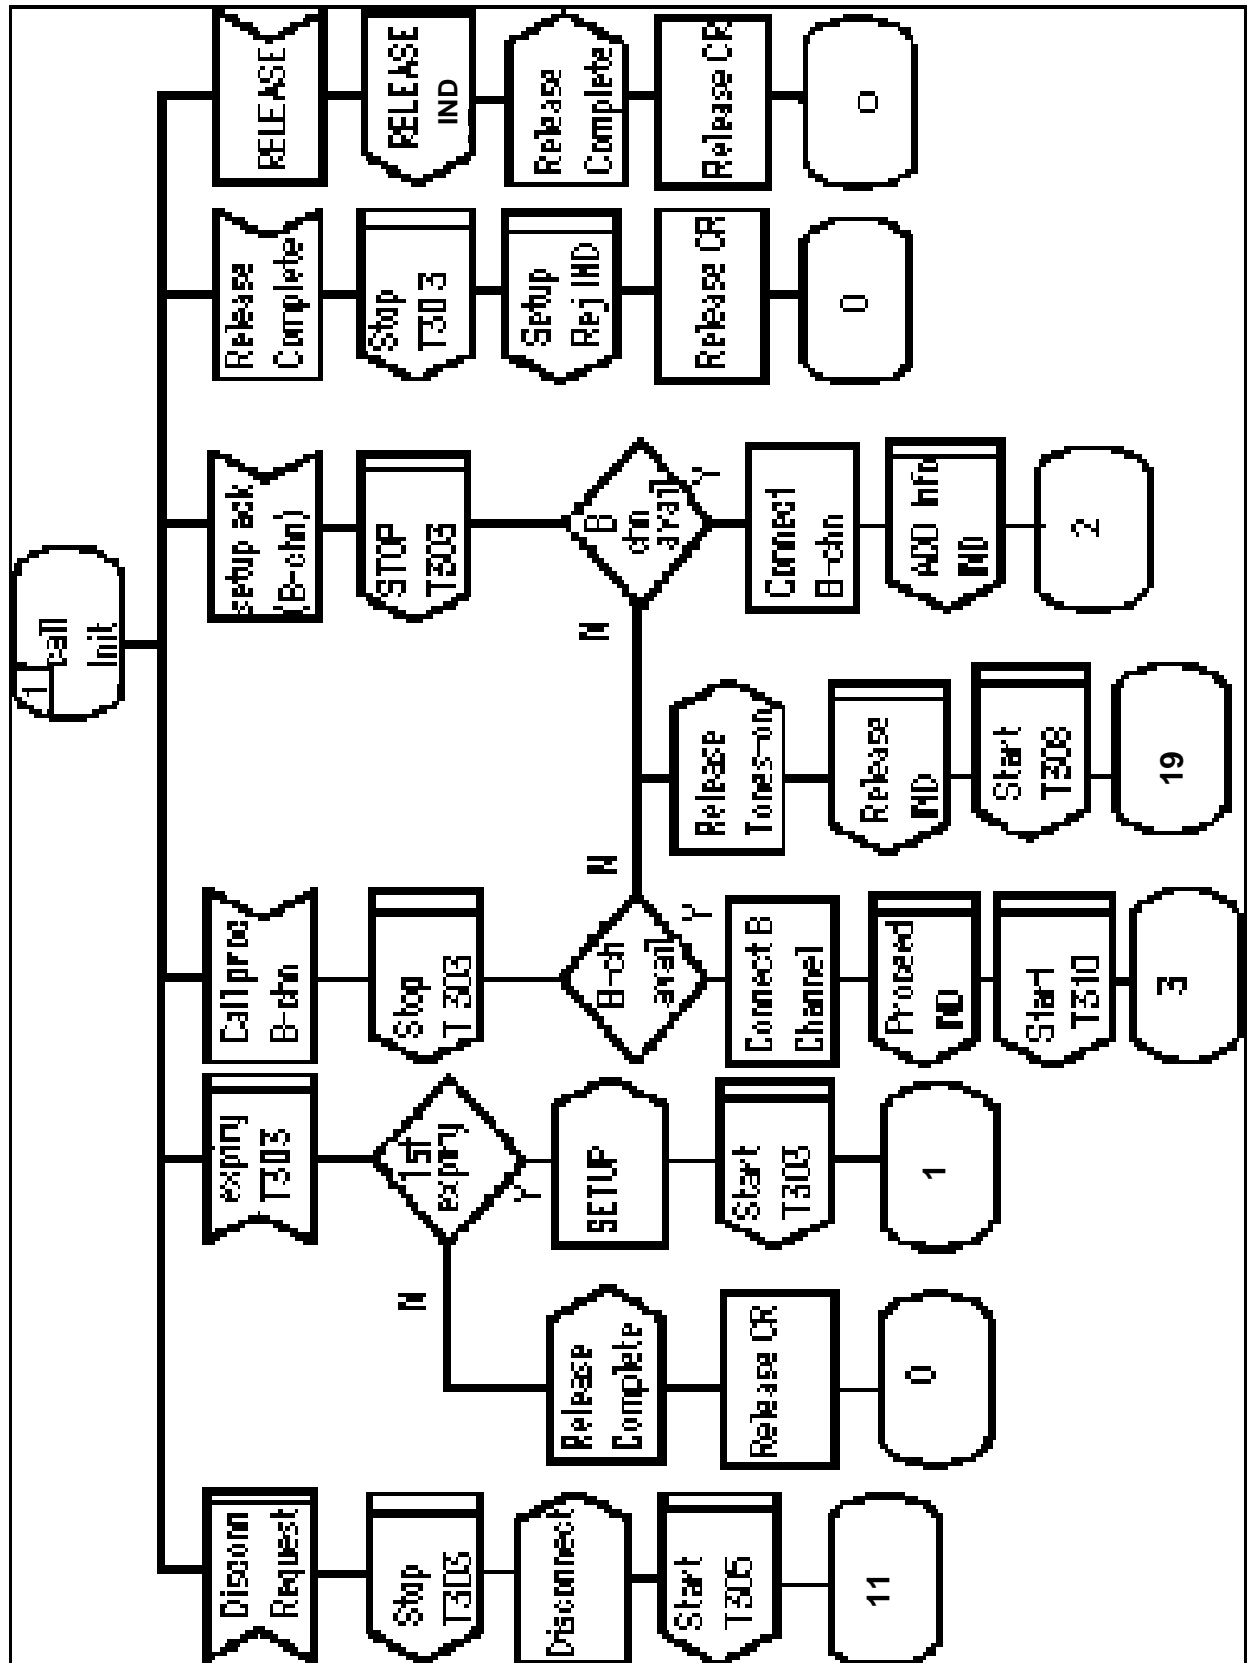 1
call
Init
Disconn
Request
Stop
T303
Disconnect
Start
T305
11
expiry
T303
1st
expiry
N
Y
Release
Complete
Release CR
0
SETUP
Start
T303
1
Call proc
B-chn
Stop
T 303
B-ch
avail
Y
N
Connect B
Channel
Proceed
IND
Start
T310
3
Release
Tones-on
Release
IND
Start
T308
19
setup ack
(B-chn)
STOP
T303
B
chn
avail
N
Y
Connect
B-chn
ADD Info
IND
2
Release
Complete
Stop
T303
Setup
Rej IND
Release CR
0
RELEASE
RELEASE
IND
Release
Complete
Release CR
0